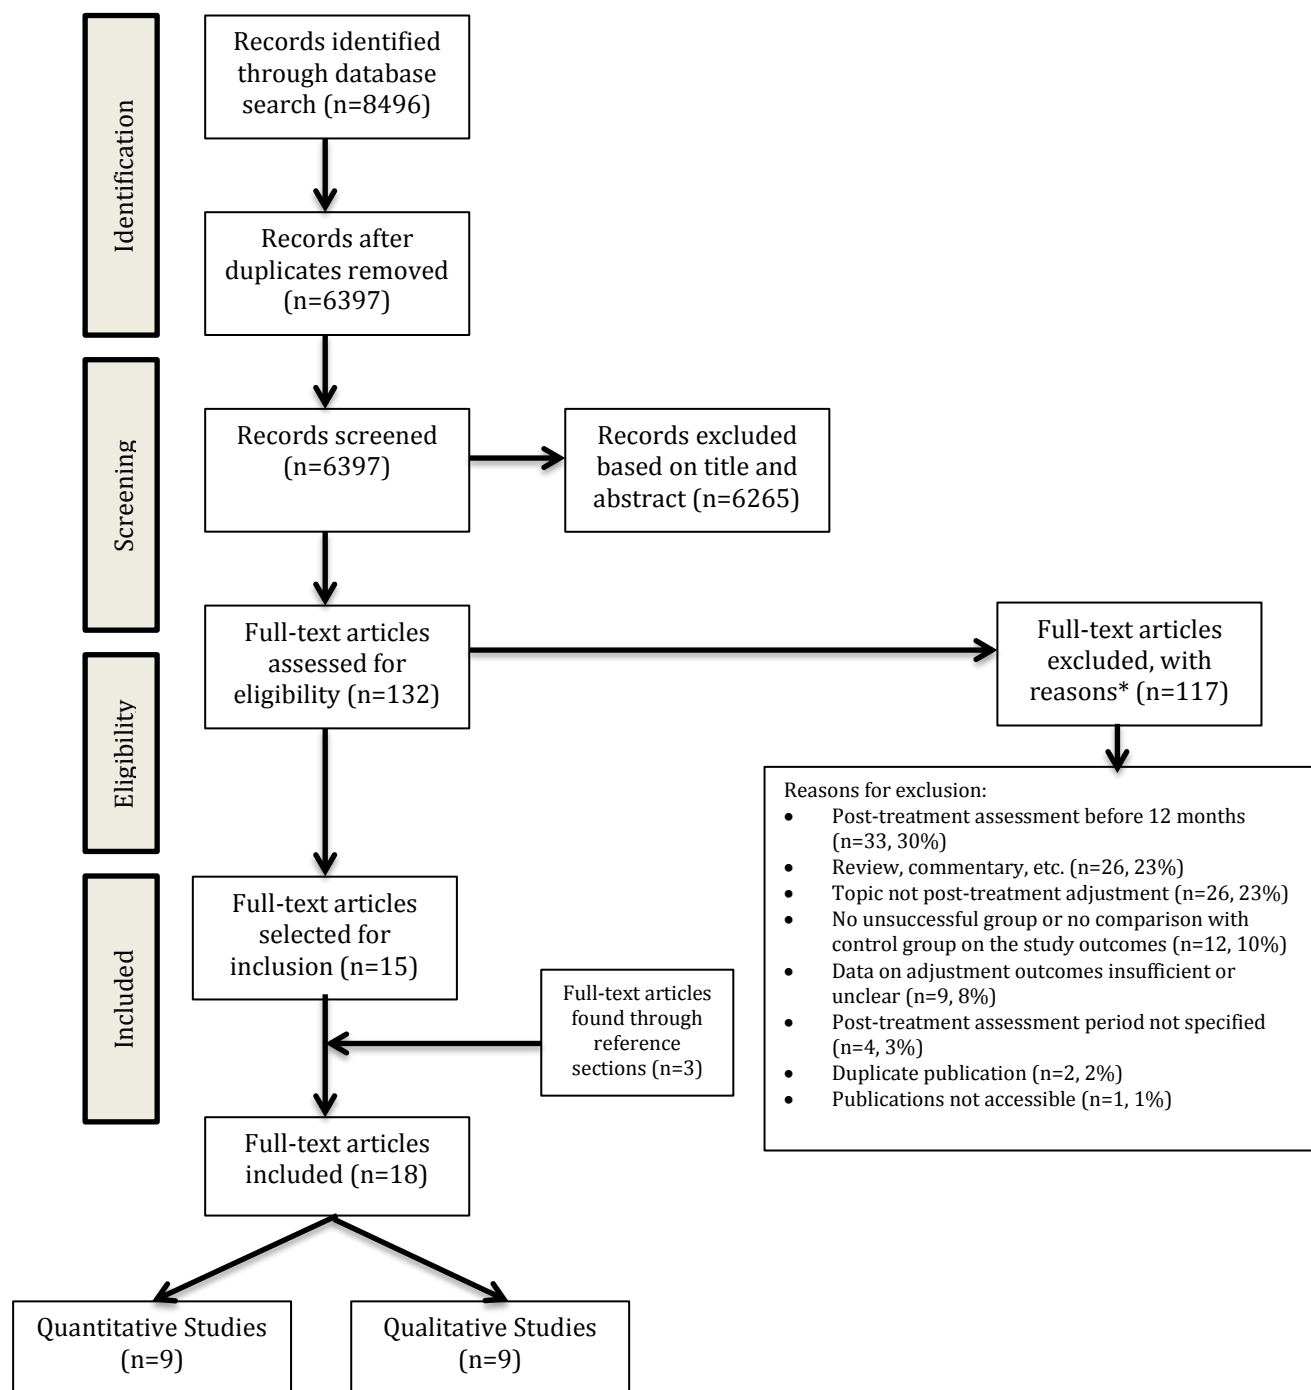 Identification
Records identified
through database
search (n=8496)
Records after
duplicates removed
(n=6397)
Screening
Records screened
(n=6397)
Records excluded
based on title and
abstract (n=6265)
Eligibility
Full-text articles
assessed for
eligibility (n=132)
Full-text articles
excluded, with
reasons* (n=117)
Reasons for exclusion:
• Post-treatment assessment before 12 months
(n=33, 30%)
• Review, commentary, etc. (n=26, 23%)
• Topic not post-treatment adjustment (n=26, 23%)
• No unsuccessful group or no comparison with
control group on the study outcomes (n=12, 10%)
• Data on adjustment outcomes insufficient or
unclear (n=9, 8%)
• Post-treatment assessment period not specified
(n=4, 3%)
• Duplicate publication (n=2, 2%)
• Publications not accessible (n=1, 1%)
Included
Full-text articles
selected for
inclusion (n=15)
Full-text articles
found through
reference
sections (n=3)
Full-text articles
included (n=18)
Quantitative Studies
(n=9)
Qualitative Studies
(n=9)